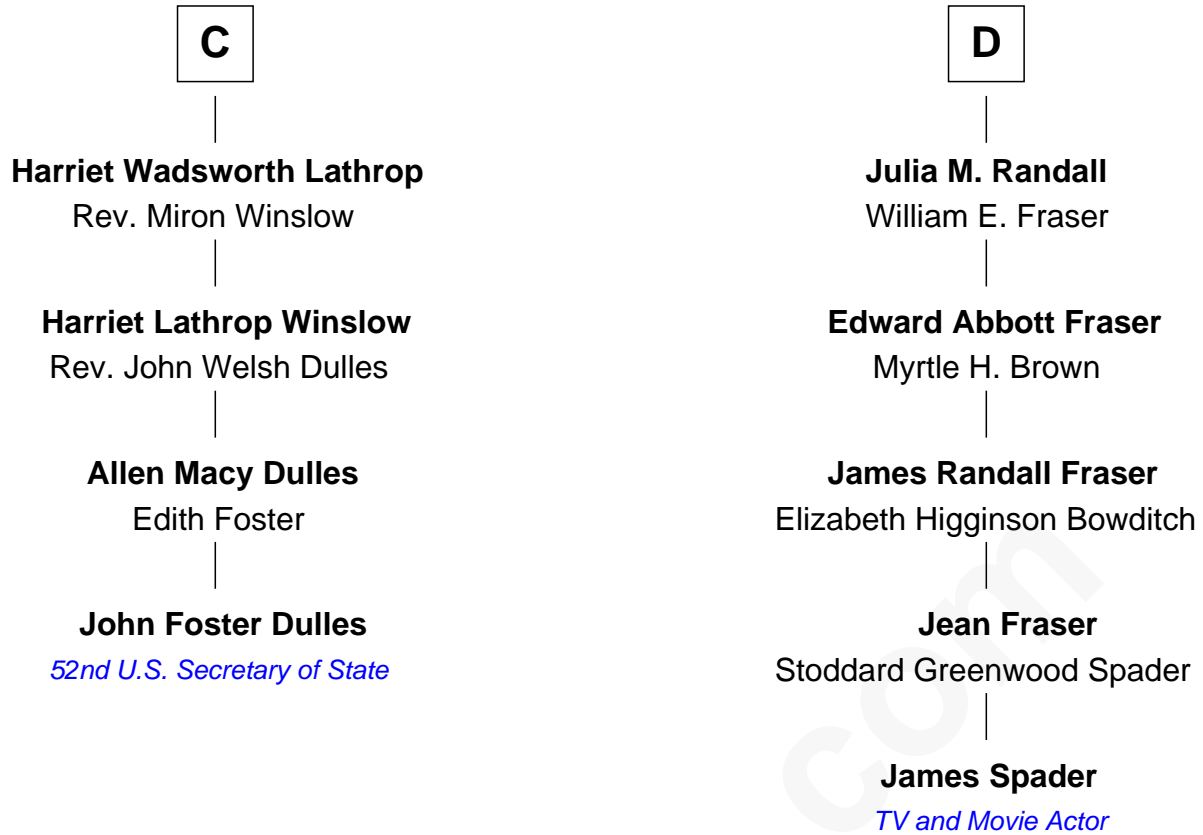 C
Harriet Wadsworth Lathrop
Rev. Miron Winslow
Harriet Lathrop Winslow
Rev. John Welsh Dulles
Allen Macy Dulles
Edith Foster
John Foster Dulles
52nd U.S. Secretary of State
D
Julia M. Randall
William E. Fraser
Edward Abbott Fraser
Myrtle H. Brown
James Randall Fraser
Elizabeth Higginson Bowditch
Jean Fraser
Stoddard Greenwood Spader
James Spader
TV and Movie Actor
com